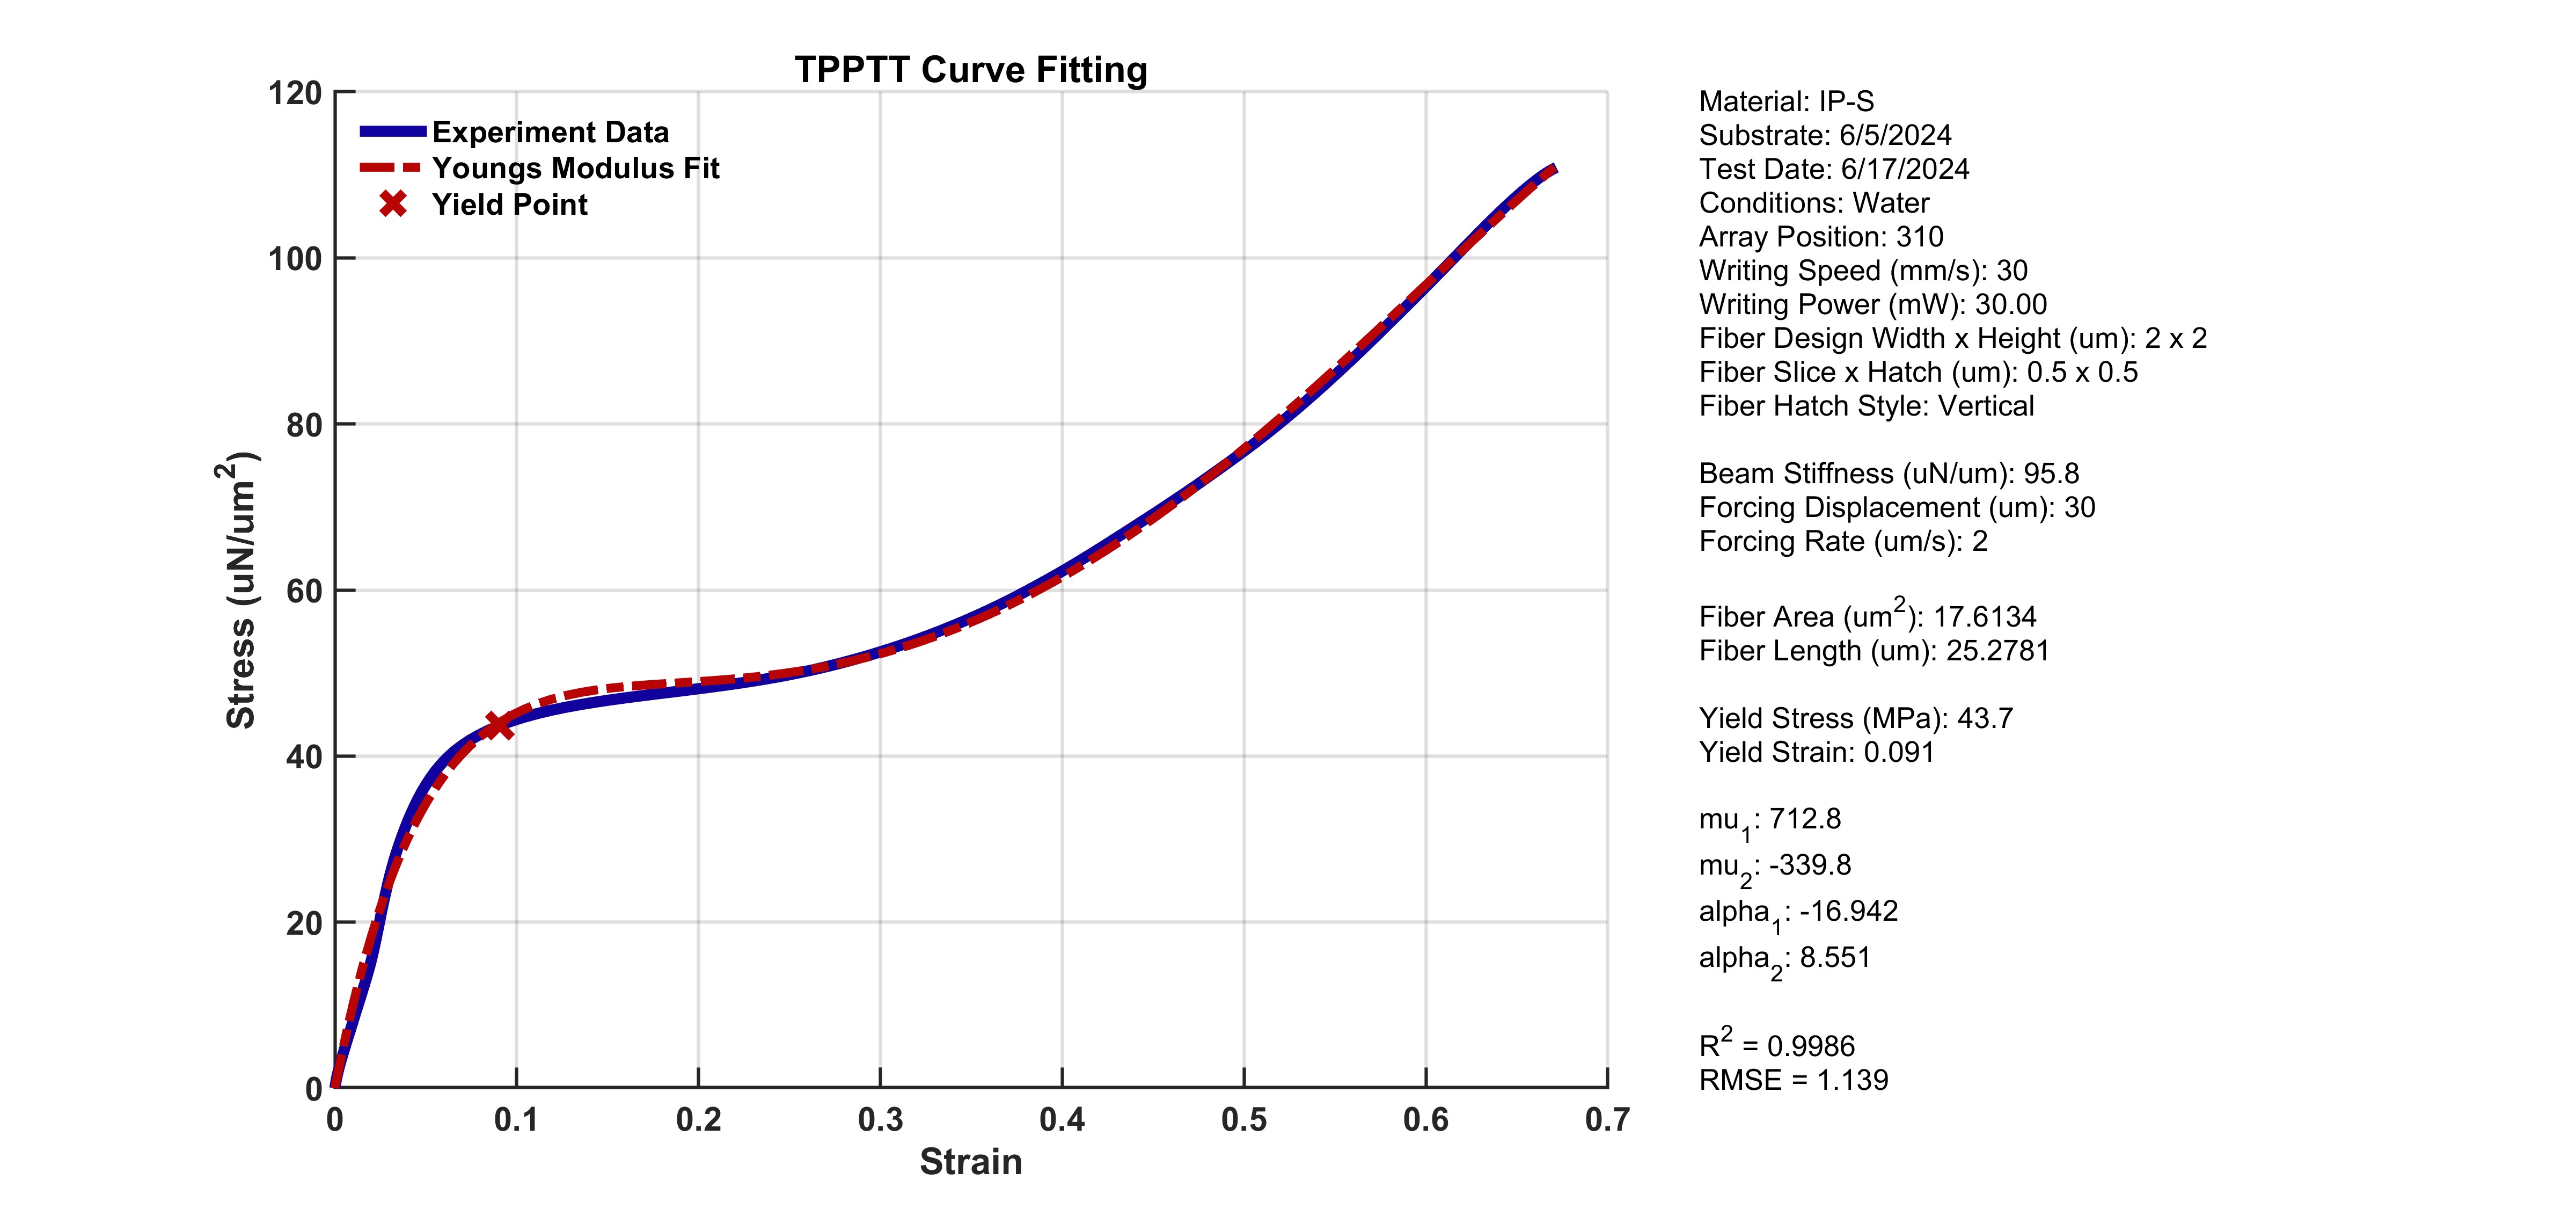 TPPTT Curve Fitting
120
100
80
60
40
20
0
Stress (uN/um²)
Experiment Data
Youngs Modulus Fit
Yield Point
0 0.1 0.2 0.3 0.4 0.5 0.6 0.7
Strain
Material: IP-S
Substrate: 6/5/2024
Test Date: 6/17/2024
Conditions: Water
Array Position: 310
Writing Speed (mm/s): 30
Writing Power (mW): 30.00
Fiber Design Width x Height (um): 2 x 2
Fiber Slice x Hatch (um): 0.5 x 0.5
Fiber Hatch Style: Vertical
Beam Stiffness (uN/um): 95.8
Forcing Displacement (um): 30
Forcing Rate (um/s): 2
Fiber Area (um²): 17.6134
Fiber Length (um): 25.2781
Yield Stress (MPa): 43.7
Yield Strain: 0.091
mu₁: 712.8
mu₂: -339.8
alpha₁: -16.942
alpha₂: 8.551
R² = 0.9986
RMSE = 1.139